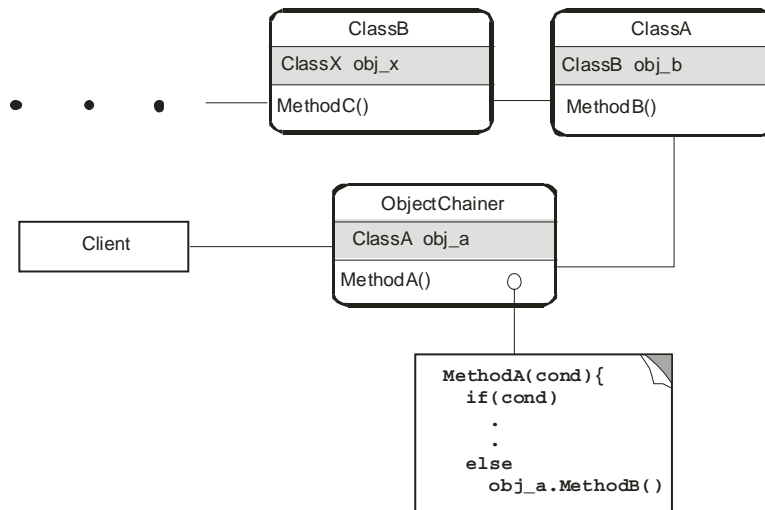 ClassB
ClassX obj_x
MethodC()
ClassA
ClassB obj_b
MethodB()
Client
ObjectChainer
ClassA obj_a
MethodA()
MethodA(cond){
if(cond)
.
.
else
obj_a.MethodB()